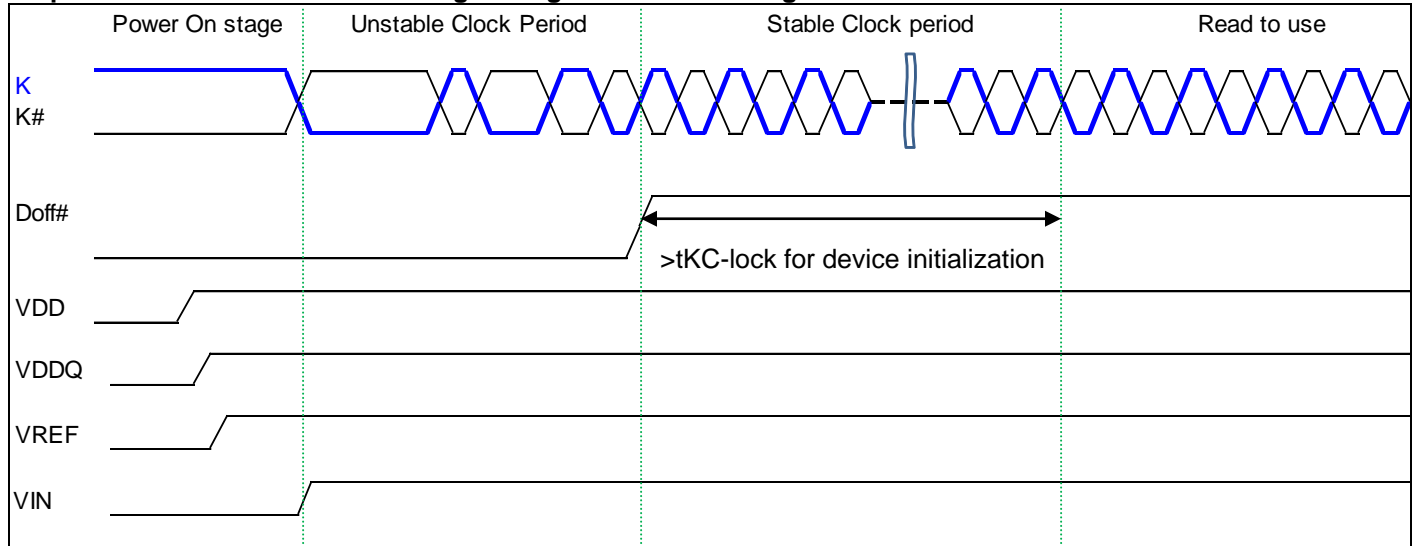 Power On stage Unstable Clock Period Stable Clock period Read to use
K
K#
Doff#
>tKC-lock for device initialization
VDD
VDDQ
VREF
VIN